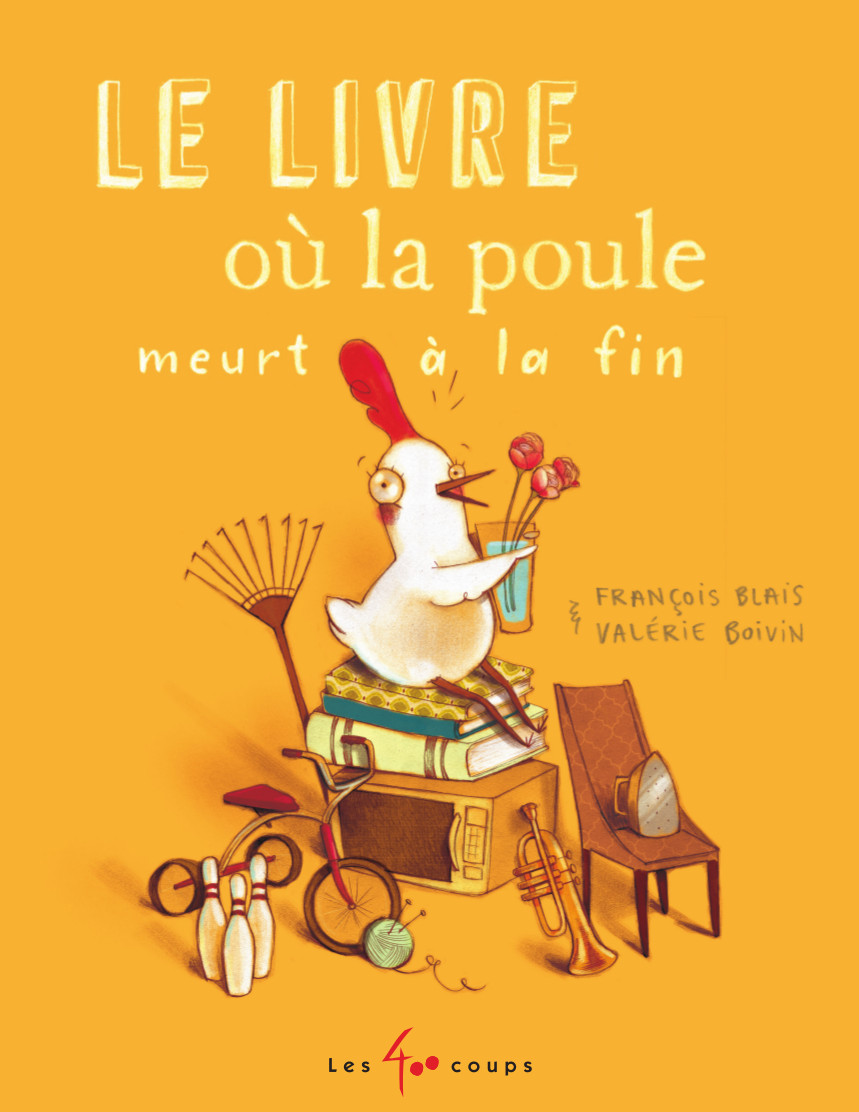 LE LIVRE
où la poule
meurt à la fin
FRANÇOIS BLAIS
& VALÉRIE BOIVIN
Les 400 coups